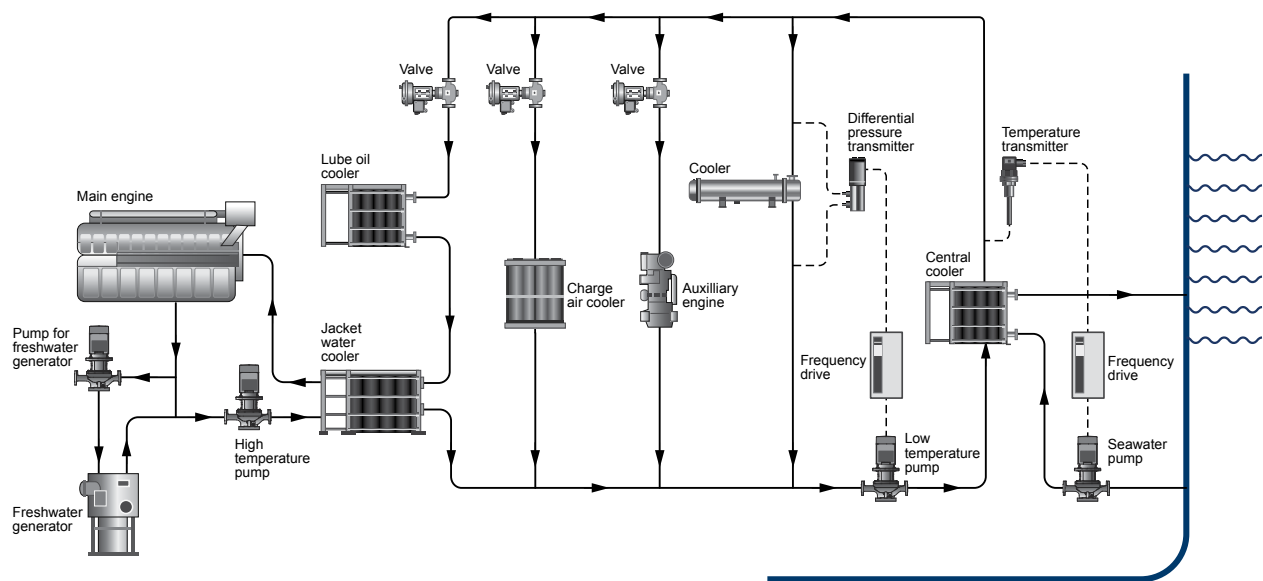 Valve
Valve
Valve
Differential
pressure
transmitter
Temperature
transmitter
Lube oil
cooler
Cooler
Main engine
Central
cooler
Charge
air cooler
Auxilliary
engine
Pump for
freshwater
generator
Jacket
water
cooler
Frequency
drive
Frequency
drive
High
temperature
pump
Low
temperature
pump
Seawater
pump
Freshwater
generator